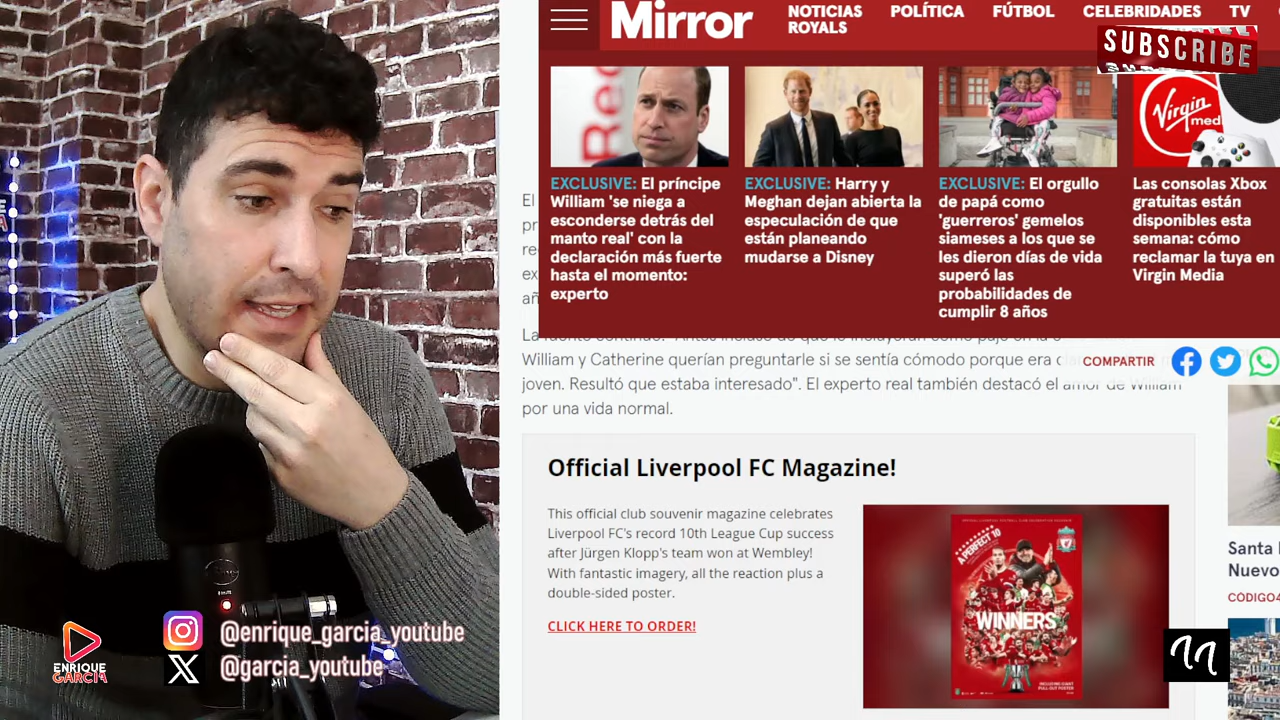 Mirror
NOTICIAS
ROYALS
POLÍTICA
FÚTBOL
CELEBRIDADES
TV
SUBSCRIBE
Red
Virgin
med
EXCLUSIVE: El príncipe
William 'se niega a
esconderse detrás del
manto real' con la
declaración más fuerte
hasta el momento:
experto
EXCLUSIVE: Harry y
Meghan dejan abierta la
especulación de que
están planeando
mudarse a Disney
EXCLUSIVE: El orgullo
de papá como
'guerreros' gemelos
siameses a los que se
les dieron días de vida
superó las
probabilidades de
cumplir 8 años
Las consolas Xbox
gratuitas están
disponibles esta
semana: cómo
reclamar la tuya en
Virgin Media
El
William y Catherine querían preguntarle si se sentía cómodo porque era
joven. Resultó que estaba interesado". El experto real también destacó el amor de William
por una vida normal.
COMPARTIR
Official Liverpool FC Magazine!
This official club souvenir magazine celebrates
Liverpool FC's record 10th League Cup success
after Jürgen Klopp's team won at Wembley!
With fantastic imagery, all the reaction plus a
double-sided poster.
CLICK HERE TO ORDER!
A PERFECT 10
WINNERS
Santa
Nuevo
CÓDIGO
ENRIQUE
GARCIA
@enrique_garcia_youtube
@garcia_youtube